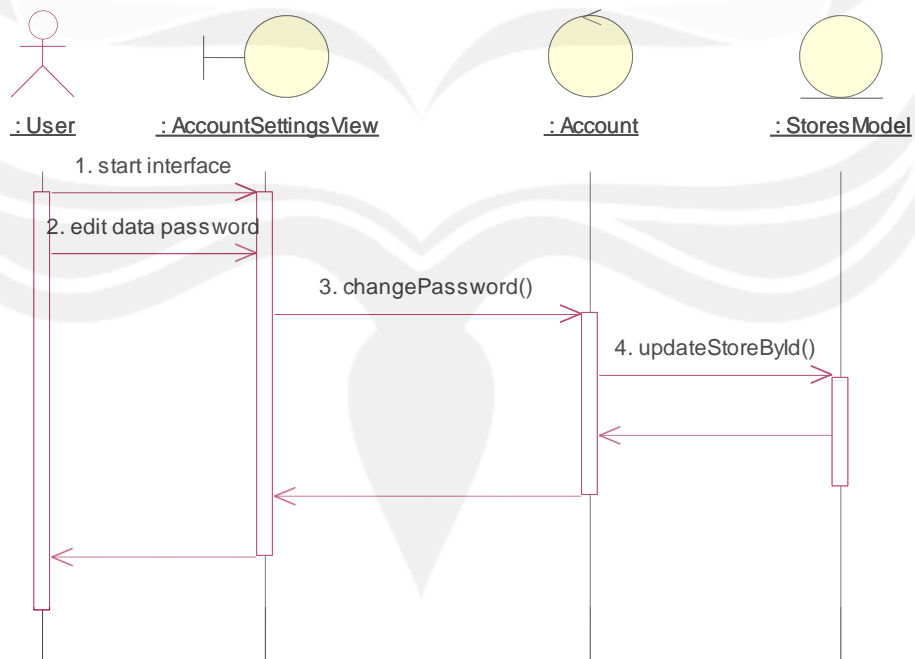 : User
: AccountSettingsView
: Account
: StoresModel
1. start interface
2. edit data password
3. changePassword()
4. updateStoreById()